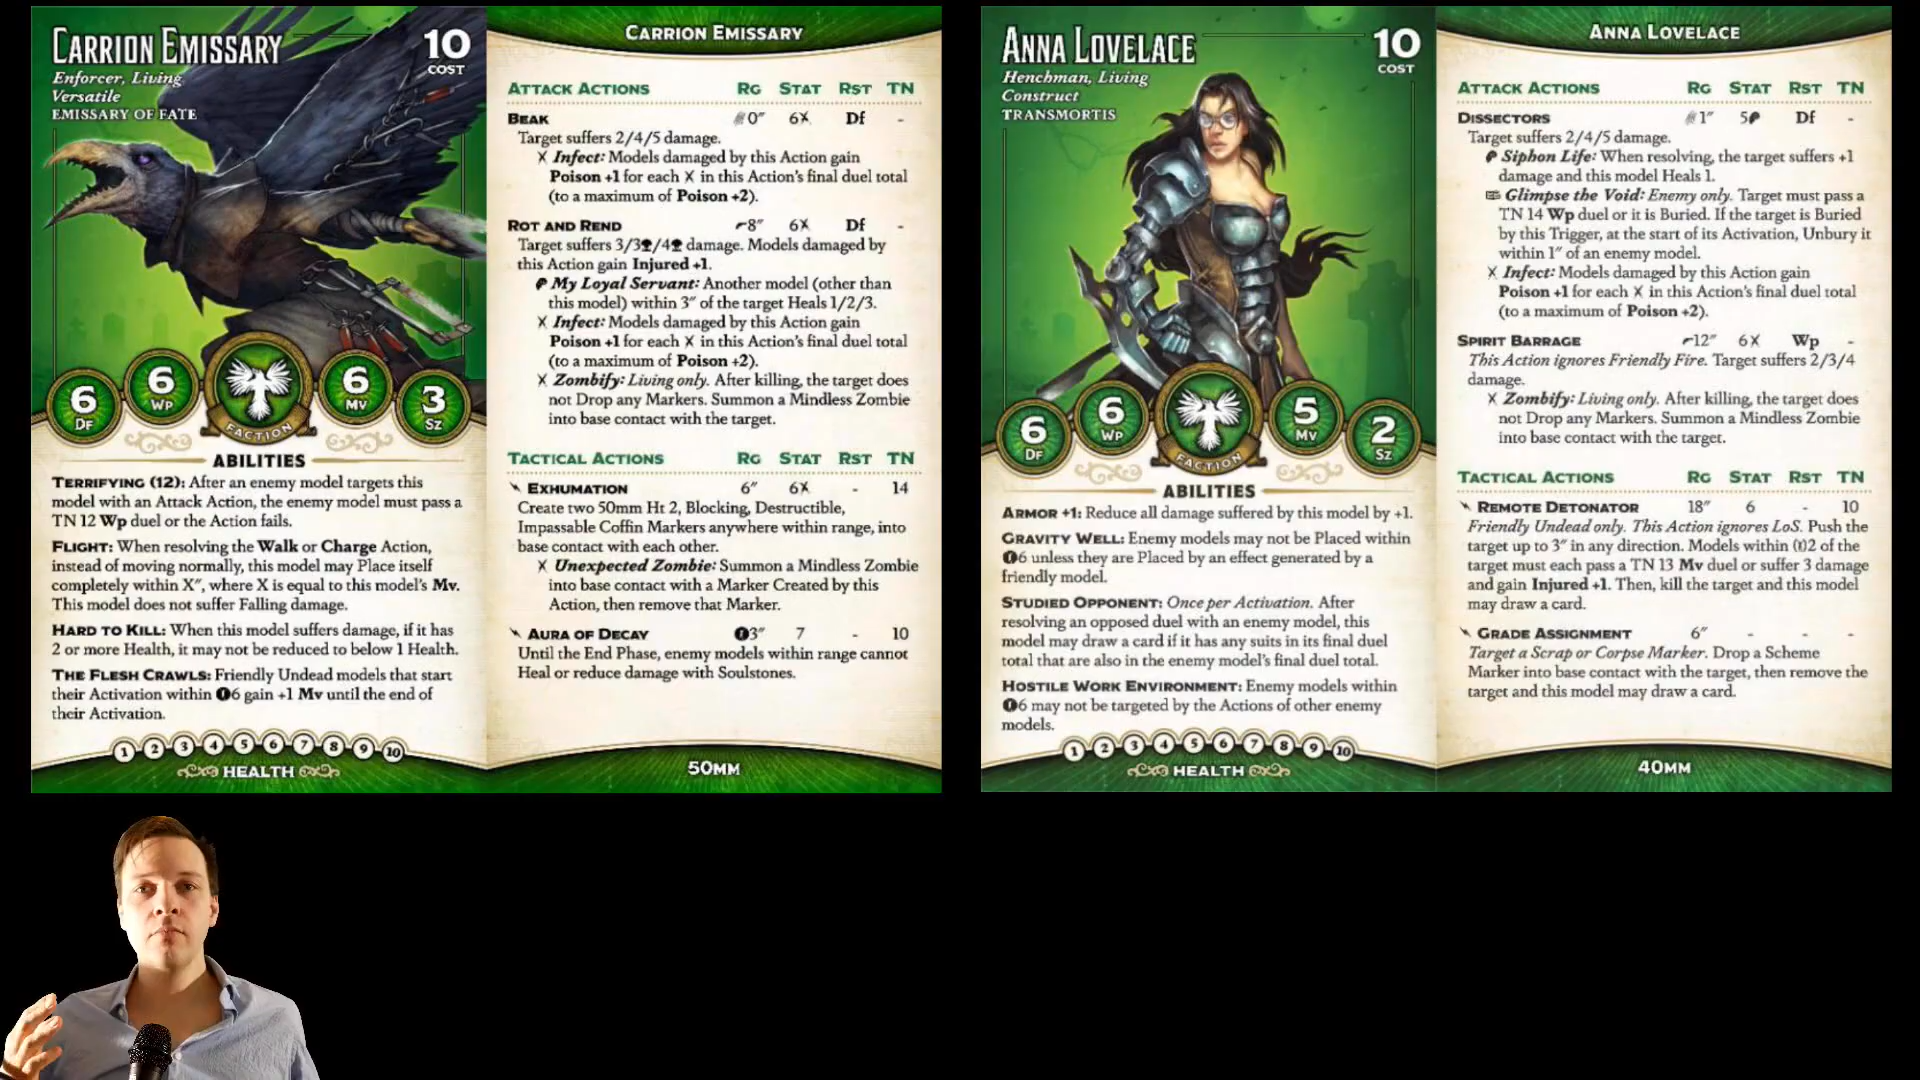 CARRION EMISSARY
10
COST
Enforcer, Living
Versatile
EMISSARY OF FATE
6
DF
6
WP
FACTION
6
MV
3
SZ
ABILITIES
TERRIFYING (12): After an enemy model targets this
model with an Attack Action, the enemy model must pass a
TN 12 Wp duel or the Action fails.
FLIGHT: When resolving the Walk or Charge Action,
instead of moving normally, this model may Place itself
completely within X", where X is equal to this model's Mv.
This model does not suffer Falling damage.
HARD TO KILL: When this model suffers damage, if it has
2 or more Health, it may not be reduced to below 1 Health.
THE FLESH CRAWLS: Friendly Undead models that start
their Activation within 6 gain +1 Mv until the end of
their Activation.
1 2 3 4 5 6 7 8 9 10
HEALTH
CARRION EMISSARY
ATTACK ACTIONS RG STAT RST TN
BEAK 0" 6 Df -
Target suffers 2/4/5 damage.
Infect: Models damaged by this Action gain
Poison +1 for each in this Action's final duel total
(to a maximum of Poison +2).
ROT AND REND 8" 6 Df -
Target suffers 3/3/4 damage. Models damaged by
this Action gain Injured +1.
My Loyal Servant: Another model (other than
this model) within 3" of the target Heals 1/2/3.
Infect: Models damaged by this Action gain
Poison +1 for each in this Action's final duel total
(to a maximum of Poison +2).
Zombify: Living only. After killing, the target does
not Drop any Markers. Summon a Mindless Zombie
into base contact with the target.
TACTICAL ACTIONS RG STAT RST TN
EXHUMATION 6" 6 - 14
Create two 50mm Ht 2, Blocking, Destructible,
Impassable Coffin Markers anywhere within range, into
base contact with each other.
Unexpected Zombie: Summon a Mindless Zombie
into base contact with a Marker Created by this
Action, then remove that Marker.
AURA OF DECAY 3" 7 - 10
Until the End Phase, enemy models within range cannot
Heal or reduce damage with Soulstones.
50MM
ANNA LOVELACE
10
COST
Henchman, Living
Construct
TRANSMORTIS
6
DF
6
WP
FACTION
5
MV
2
SZ
ABILITIES
ARMOR +1: Reduce all damage suffered by this model by +1.
GRAVITY WELL: Enemy models may not be Placed within
6 unless they are Placed by an effect generated by a
friendly model.
STUDIED OPPONENT: Once per Activation. After
resolving an opposed duel with an enemy model, this
model may draw a card if it has any suits in its final duel
total that are also in the enemy model's final duel total.
HOSTILE WORK ENVIRONMENT: Enemy models within
6 may not be targeted by the Actions of other enemy
models.
1 2 3 4 5 6 7 8 9 10
HEALTH
ANNA LOVELACE
ATTACK ACTIONS RG STAT RST TN
DISSECTORS 1" 5 Df -
Target suffers 2/4/5 damage.
Siphon Life: When resolving, the target suffers +1
damage and this model Heals 1.
Glimpse the Void: Enemy only. Target must pass a
TN 14 Wp duel or it is Buried. If the target is Buried
by this Trigger, at the start of its Activation, Unbury it
within 1" of an enemy model.
Infect: Models damaged by this Action gain
Poison +1 for each in this Action's final duel total
(to a maximum of Poison +2).
SPIRIT BARRAGE 12" 6 Wp -
This Action ignores Friendly Fire. Target suffers 2/3/4
damage.
Zombify: Living only. After killing, the target does
not Drop any Markers. Summon a Mindless Zombie
into base contact with the target.
TACTICAL ACTIONS RG STAT RST TN
REMOTE DETONATOR 18" 6 - 10
Friendly Undead only. This Action ignores LoS. Push the
target up to 3" in any direction. Models within 2 of the
target must each pass a TN 13 Mv duel or suffer 3 damage
and gain Injured +1. Then, kill the target and this model
may draw a card.
GRADE ASSIGNMENT 6" - - -
Target a Scrap or Corpse Marker. Drop a Scheme
Marker into base contact with the target, then remove the
target and this model may draw a card.
40MM